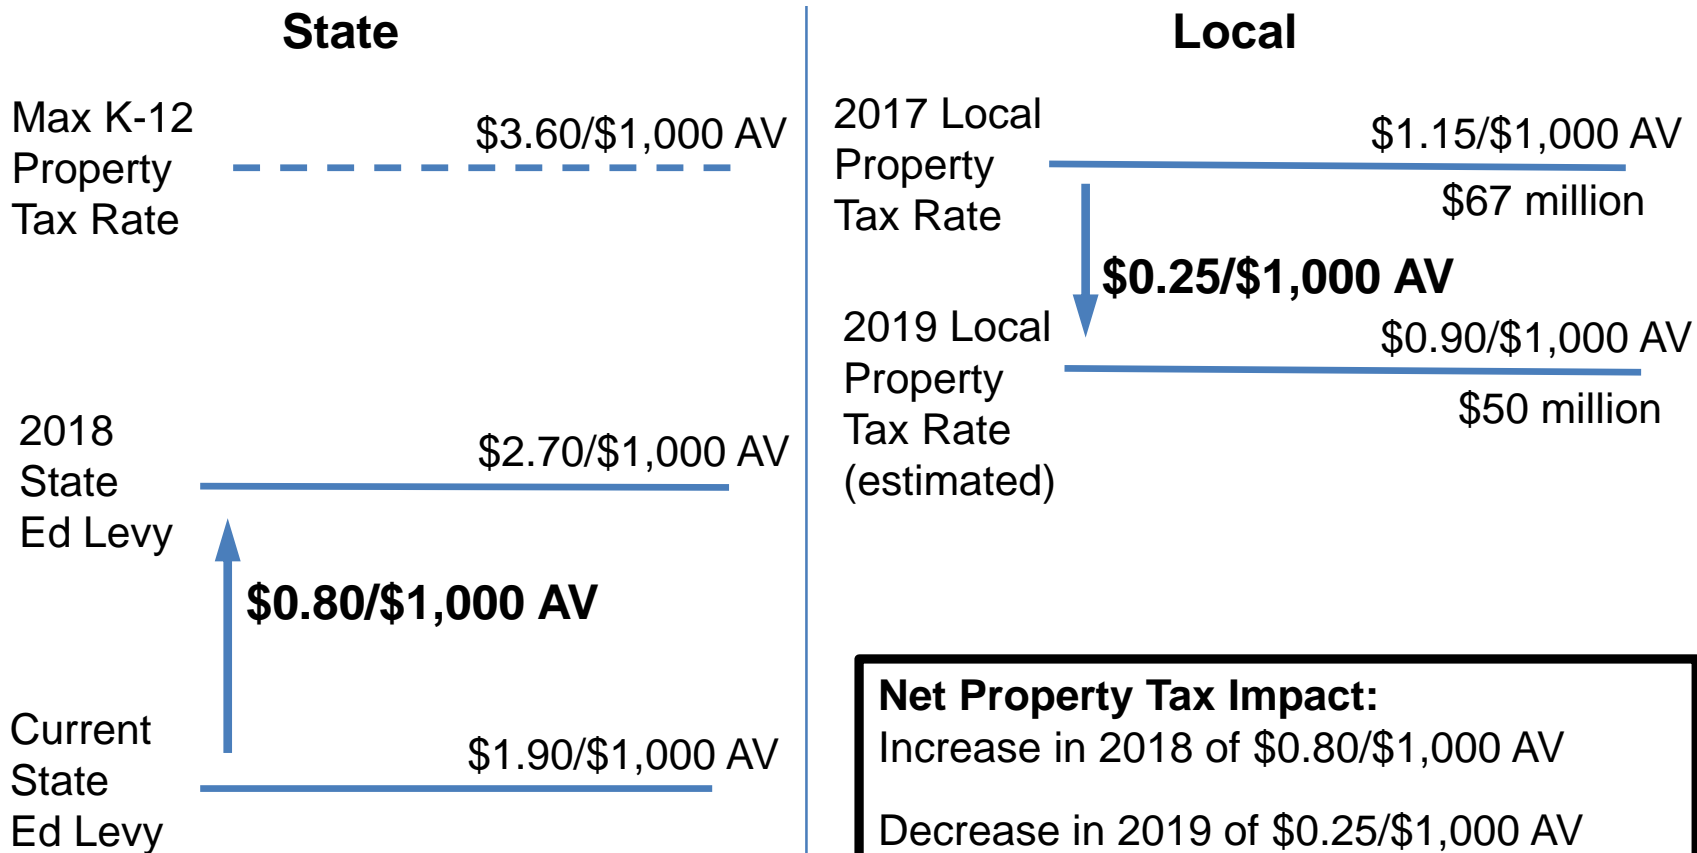 State
Max K-12
Property
Tax Rate
$3.60/$1,000 AV
2018
State
Ed Levy
$2.70/$1,000 AV
$0.80/$1,000 AV
Current
State
Ed Levy
$1.90/$1,000 AV
Local
2017 Local
Property
Tax Rate
$1.15/$1,000 AV
$67 million
$0.25/$1,000 AV
2019 Local
Property
Tax Rate
(estimated)
$0.90/$1,000 AV
$50 million
Net Property Tax Impact:
Increase in 2018 of $0.80/$1,000 AV
Decrease in 2019 of $0.25/$1,000 AV